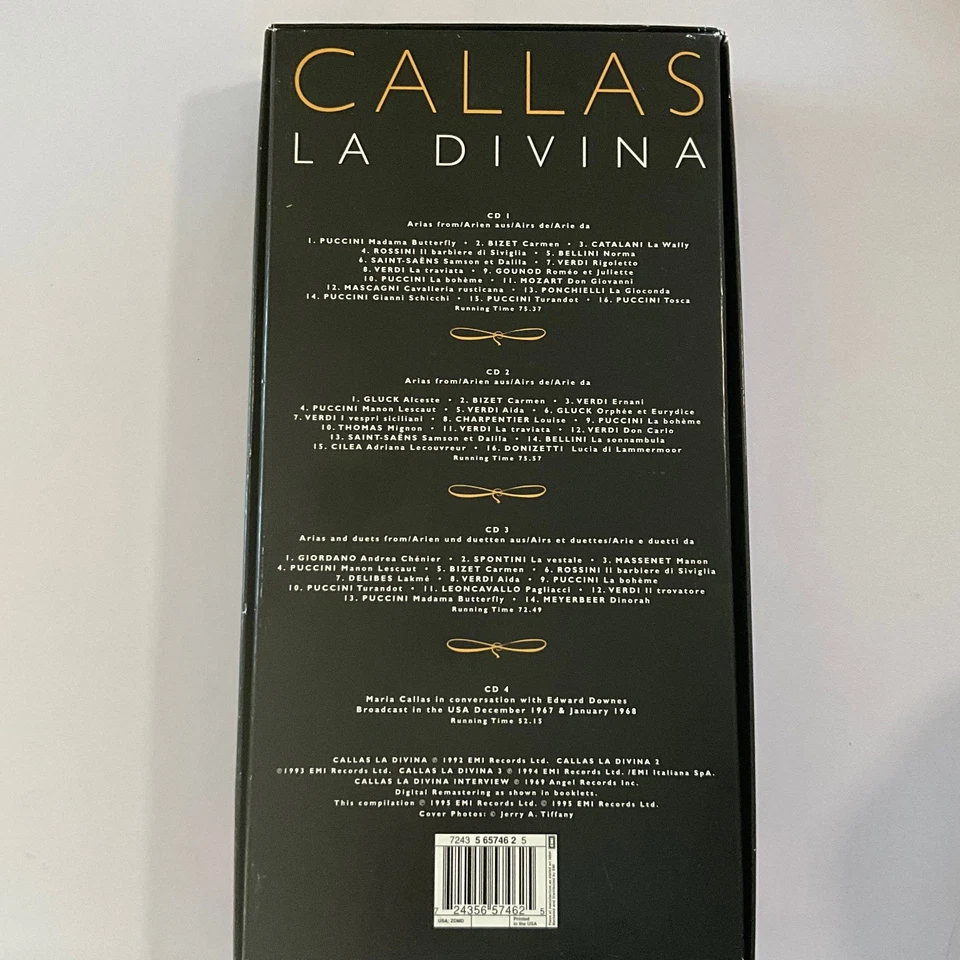 CALLAS
LA DIVINA
CD 1
Arias from/Arien aus/Airs de/Arie da
1. PUCCINI Madama Butterfly • 2. BIZET Carmen • 3. CATALANI La Wally
4. ROSSINI Il barbiere di Siviglia • 5. BELLINI Norma
6. SAINT-SAËNS Samson et Dalila • 7. VERDI Rigoletto
8. VERDI La traviata • 9. GOUNOD Roméo et Juliette
10. PUCCINI La bohème • 11. MOZART Don Giovanni
12. MASCAGNI Cavalleria rusticana • 13. PONCHIELLI La Gioconda
14. PUCCINI Gianni Schicchi • 15. PUCCINI Turandot • 16. PUCCINI Tosca
Running Time 75.37
CD 2
Arias from/Arien aus/Airs de/Arie da
1. GLUCK Alceste • 2. BIZET Carmen • 3. VERDI Ernani
4. PUCCINI Manon Lescaut • 5. VERDI Aida • 6. GLUCK Orphée et Eurydice
7. VERDI I vespri siciliani • 8. CHARPENTIER Louise • 9. PUCCINI La bohème
10. THOMAS Mignon • 11. VERDI La traviata • 12. VERDI Don Carlo
13. SAINT-SAËNS Samson et Dalila • 14. BELLINI La sonnambula
15. CILEA Adriana Lecouvreur • 16. DONIZETTI Lucia di Lammermoor
Running Time 75.57
CD 3
Arias and duets from/Arien und duetten aus/Airs et duettes/Arie e duetti da
1. GIORDANO Andrea Chénier • 2. SPONTINI La vestale • 3. MASSENET Manon
4. PUCCINI Manon Lescaut • 5. BIZET Carmen • 6. ROSSINI Il barbiere di Siviglia
7. DELIBES Lakmé • 8. VERDI Aida • 9. PUCCINI La bohème
10. PUCCINI Turandot • 11. LEONCAVALLO Pagliacci • 12. VERDI Il trovatore
13. PUCCINI Madama Butterfly • 14. MEYERBEER Dinorah
Running Time 72.49
CD 4
Maria Callas in conversation with Edward Downes
Broadcast in the USA December 1967 & January 1968
Running Time 52.15
CALLAS LA DIVINA ℗ 1992 EMI Records Ltd. CALLAS LA DIVINA 2
℗1993 EMI Records Ltd. CALLAS LA DIVINA 3 ℗ 1994 EMI Records Ltd. /EMI Italiana SpA.
CALLAS LA DIVINA INTERVIEW ℗ 1969 Angel Records Inc.
Digital Remastering as shown in booklets.
This compilation ℗ 1995 EMI Records Ltd. © 1995 EMI Records Ltd.
Cover Photos: © Jerry A. Tiffany
7243 5 65746 2 5
EMI
7 24356 57462 5
USA: ZDMD
Printed
in the USA